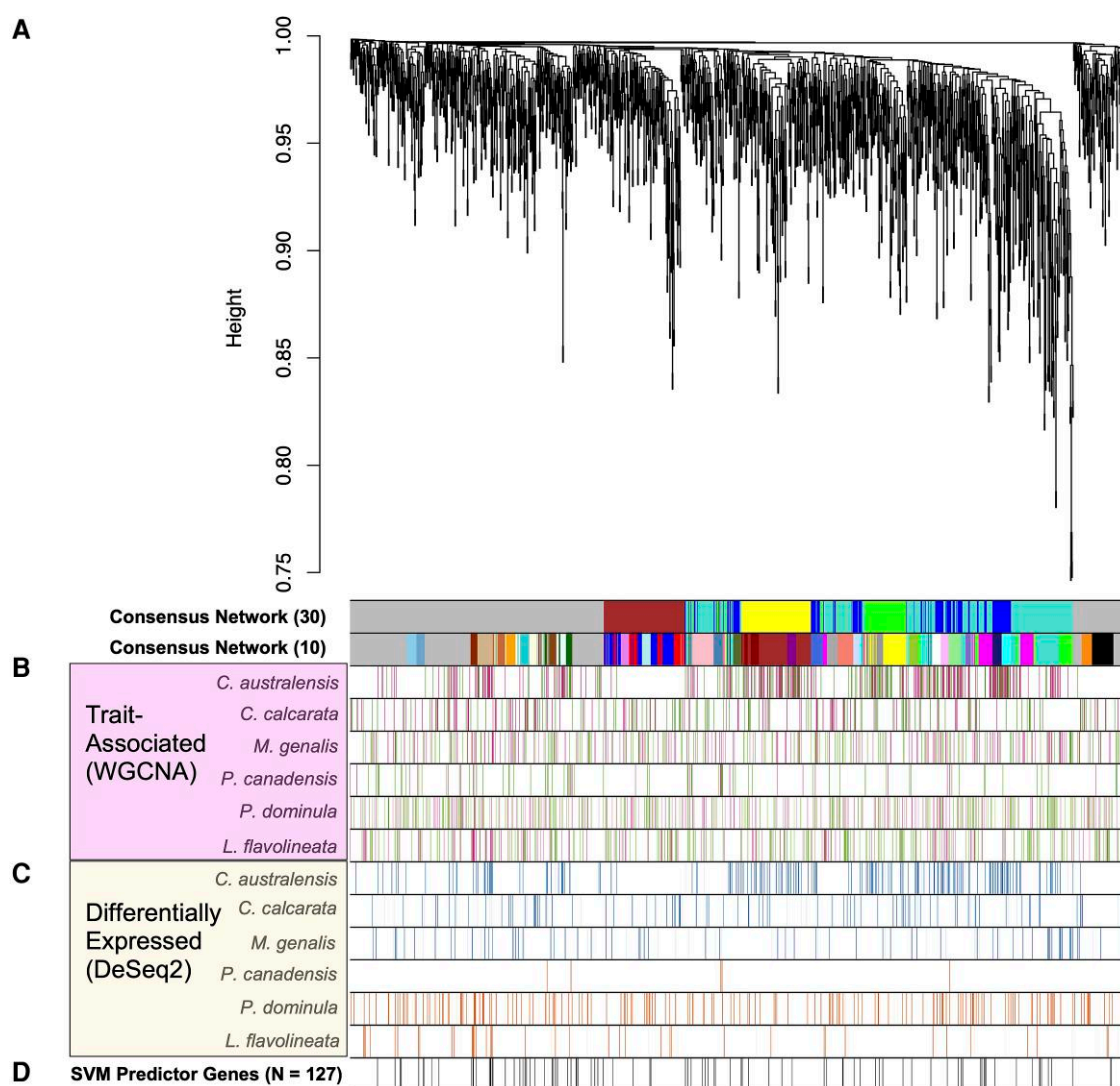 A
1.00
0.95
0.90
0.85
0.80
0.75
Height
Consensus Network (30)
Consensus Network (10)
B
Trait-
Associated
(WGCNA)
C. australensis
C. calcarata
M. genalis
P. canadensis
P. dominula
L. flavolineata
C
Differentially
Expressed
(DeSeq2)
C. australensis
C. calcarata
M. genalis
P. canadensis
P. dominula
L. flavolineata
D
SVM Predictor Genes (N = 127)